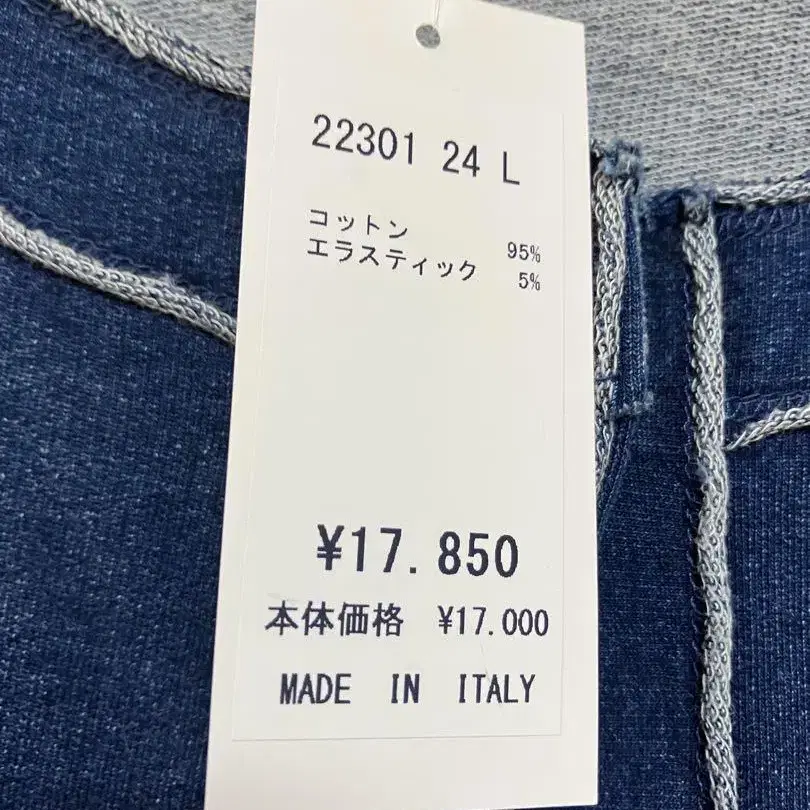 22301 24 L
コットン 95%
エラスティック 5%
¥17.850
本体価格 ¥17.000
MADE IN ITALY